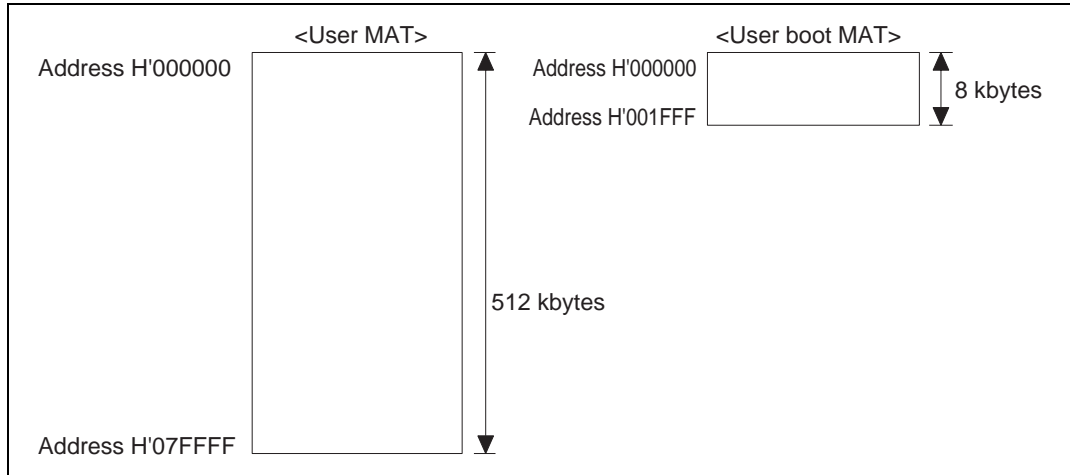 <User MAT>
Address H'000000
512 kbytes
Address H'07FFFF
<User boot MAT>
Address H'000000
8 kbytes
Address H'001FFF